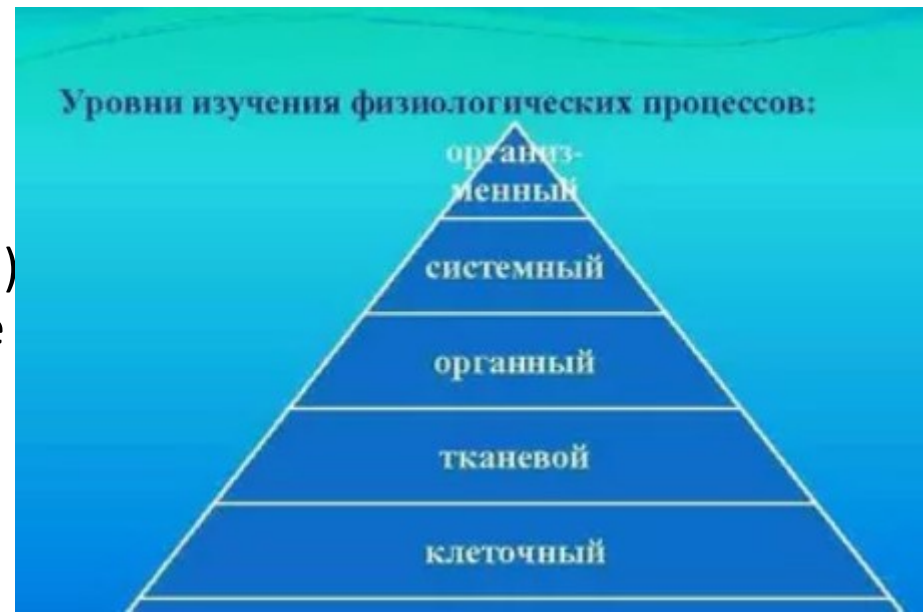 Уровни изучения физиологических процессов:
организ-
менный
системный
)
е
органный
тканевой
клеточный